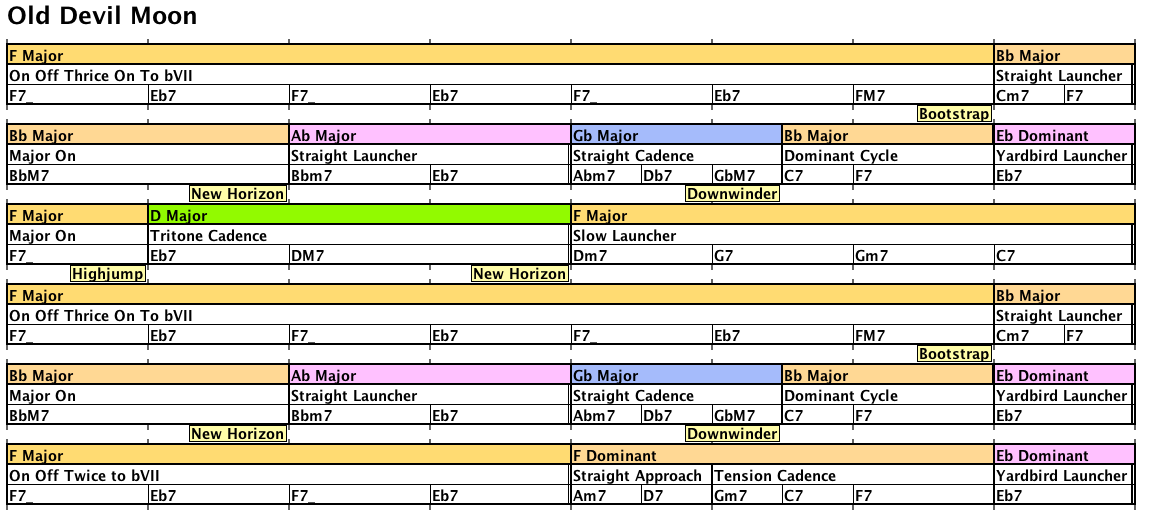 Old Devil Moon
F Major Bb Major
On Off Thrice On To bVII Straight Launcher
F7_ Eb7 F7_ Eb7 F7_ Eb7 FM7 Cm7 F7
Bootstrap
Bb Major Ab Major Gb Major Bb Major Eb Dominant
Major On Straight Launcher Straight Cadence Dominant Cycle Yardbird Launcher
BbM7 Bbm7 Eb7 Abm7 Db7 GbM7 C7 F7 Eb7
New Horizon Downwinder
F Major D Major F Major
Major On Tritone Cadence Slow Launcher
F7_ Eb7 DM7 Dm7 G7 Gm7 C7
Highjump New Horizon
F Major Bb Major
On Off Thrice On To bVII Straight Launcher
F7_ Eb7 F7_ Eb7 F7_ Eb7 FM7 Cm7 F7
Bootstrap
Bb Major Ab Major Gb Major Bb Major Eb Dominant
Major On Straight Launcher Straight Cadence Dominant Cycle Yardbird Launcher
BbM7 Bbm7 Eb7 Abm7 Db7 GbM7 C7 F7 Eb7
New Horizon Downwinder
F Major F Dominant Eb Dominant
On Off Twice to bVII Straight Approach Tension Cadence Yardbird Launcher
F7_ Eb7 F7_ Eb7 Am7 D7 Gm7 C7 F7 Eb7